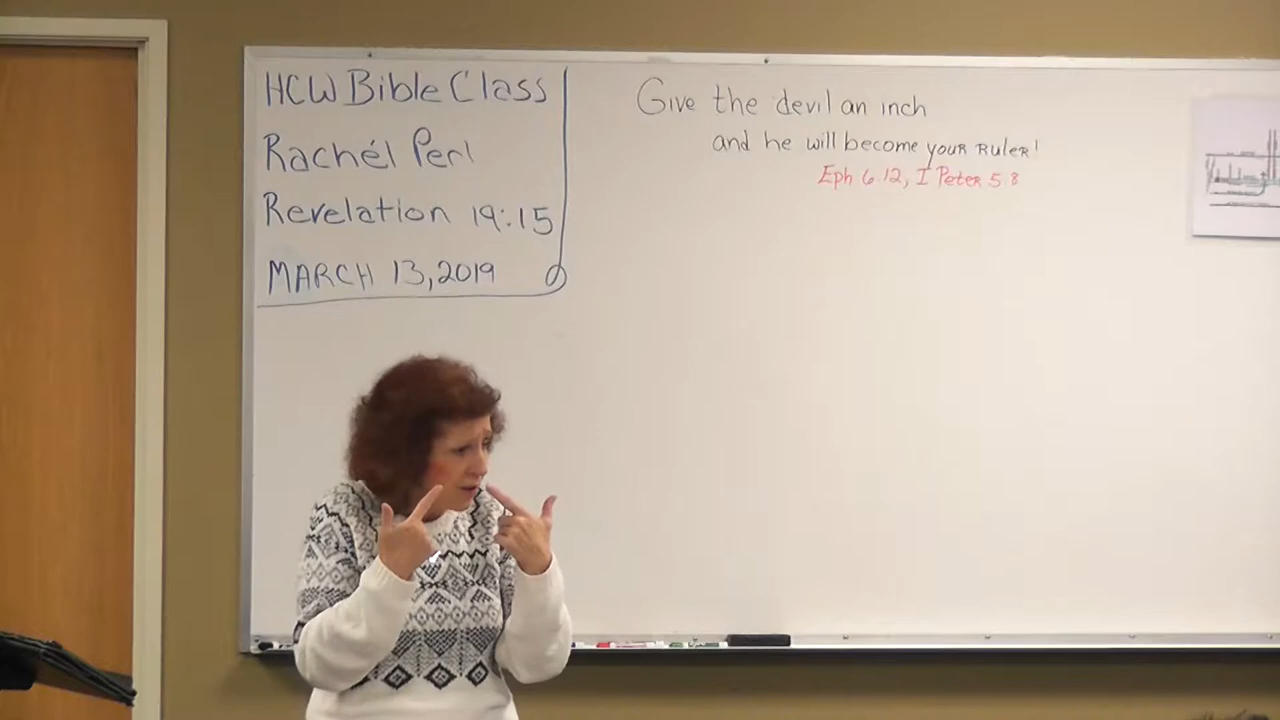 HCW Bible Class
Rachél Perl
Revelation 19:15
MARCH 13, 2019
Give the devil an inch
and he will become your Ruler!
Eph 6.12, I Peter 5.8